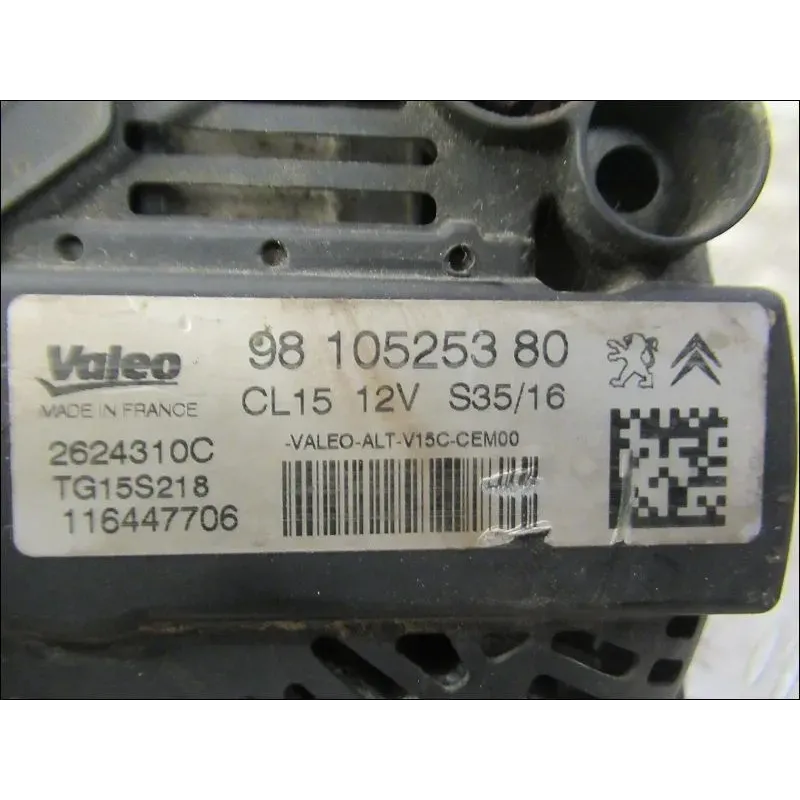 Valeo
MADE IN FRANCE
98 105253 80
CL15 12V S35/16
2624310C
TG15S218
116447706
-VALEO-ALT-V15C-CEM00